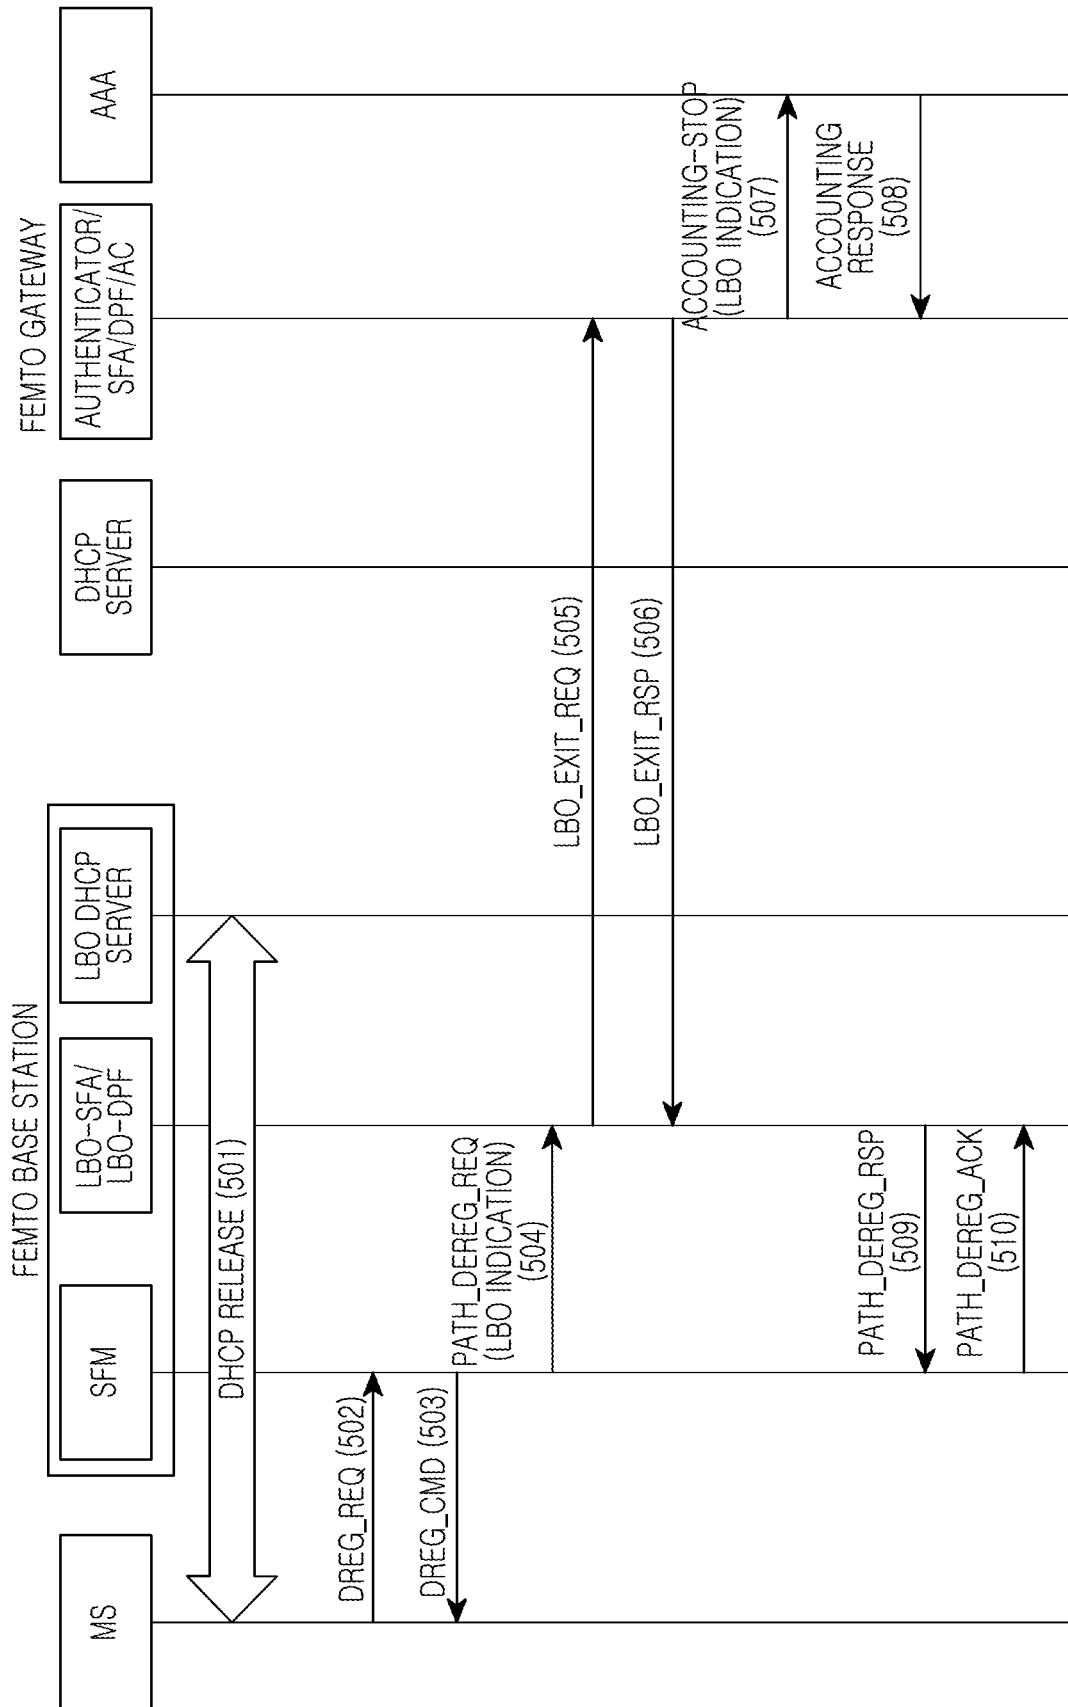 FEMTO BASE STATION
FEMTO GATEWAY
MS
SFM
LBO-SFA/
LBO-DPF
LBO DHCP
SERVER
DHCP
SERVER
AUTHENTICATOR/
SFA/DPF/AC
AAA
DHCP RELEASE (501)
DREG_REQ (502)
DREG_CMD (503)
PATH_DEREG_REQ
(LBO INDICATION)
(504)
LBO_EXIT_REQ (505)
LBO_EXIT_RSP (506)
ACCOUNTING-STOP
(LBO INDICATION)
(507)
ACCOUNTING
RESPONSE
(508)
PATH_DEREG_RSP
(509)
PATH_DEREG_ACK
(510)